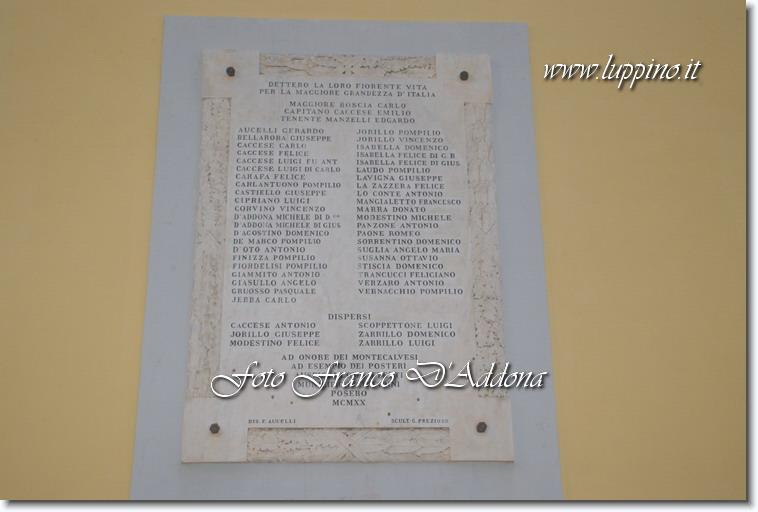 www.luppino.it
DETTERO LA LORO FIORENTE VITA
PER LA MAGGIORE GRANDEZZA D'ITALIA
MAGGIORE BOSCIA CARLO
CAPITANO CACCESE EMILIO
TENENTE MANZELLI EDGARDO
AUCELLI GERARDO
BELLAROBA GIUSEPPE
CACCESE CARLO
CACCESE FELICE
CACCESE LUIGI FU ANT
CACCESE LUIGI DI CARLO
CARAFA FELICE
CARLANTUONO POMPILIO
CASTIELLO GIUSEPPE
CIPRIANO LUIGI
CORVINO VINCENZO
D'ADDONA MICHELE DI D.co
D'ADDONA MICHELE DI GIUS
D'AGOSTINO DOMENICO
DE MARCO POMPILIO
D'OTO ANTONIO
FINIZZA POMPILIO
FIORDELISI POMPILIO
GIAMMITO ANTONIO
GIASULLO ANGELO
GRUOSSO PASQUALE
JEBBA CARLO
JORILLO POMPILIO
JORILLO VINCENZO
ISABELLA DOMENICO
ISABELLA FELICE DI G.B
ISABELLA FELICE DI GIUS
LAUDO POMPILIO
LAVIGNA GIUSEPPE
LA ZAZZERA FELICE
LO CONTE ANTONIO
MANGIALETTO FRANCESCO
MARRA DONATO
MODESTINO MICHELE
PANZONE ANTONIO
PAONE ROMEO
SORRENTINO DOMENICO
SUGLIA ANGELO MARIA
SUSANNA OTTAVIO
STISCIA DOMENICO
TRANCUCCI FELICIANO
VERZARO ANTONIO
VERNACCHIO POMPILIO
DISPERSI
CACCESE ANTONIO
JORILLO GIUSEPPE
MODESTINO FELICE
SCOPPETTONE LUIGI
ZARRILLO DOMENICO
ZARRILLO LUIGI
AD ONORE DEI MONTECALVESI
AD ESEMPIO DEI POSTERI
Foto Franco D'Addona
POSERO
MCMXX
DIS. F. AUCELLI
SCULT. G. PREZIOSO